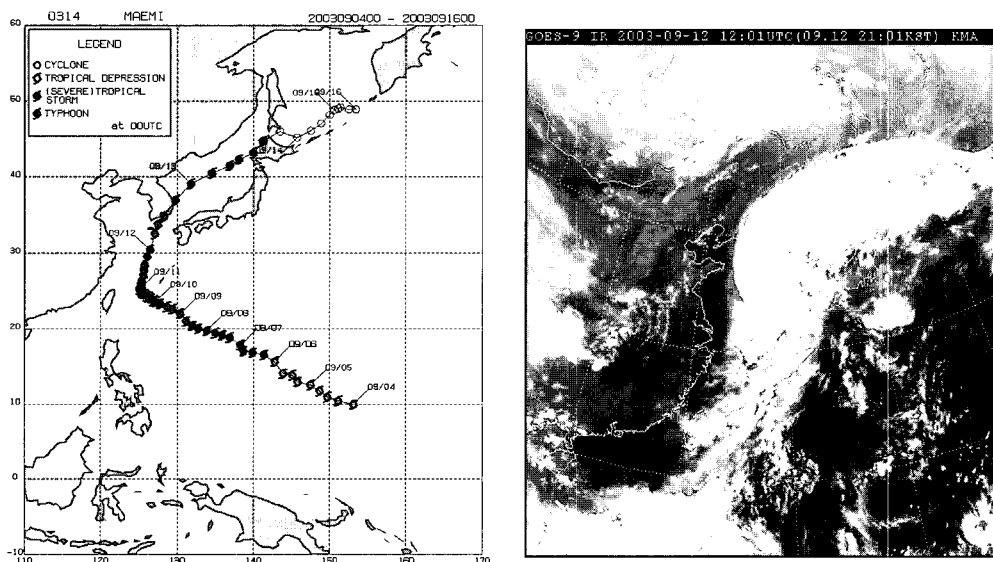 0314 MAEMI 2003090400 - 2003091600
LEGEND
CYCLONE
TROPICAL DEPRESSION
(SEVERE)TROPICAL
STORM
TYPHOON
at 00UTC
60
50
40
30
20
10
0
-10
110 120 130 140 150 160 170
09/16
09/14
09/13
09/12
09/11
09/10
09/09
09/08
09/07
09/06
09/05
09/04
GOES-9 IR 2003-09-12 12:01UTC(09.12 21:01KST) KMA